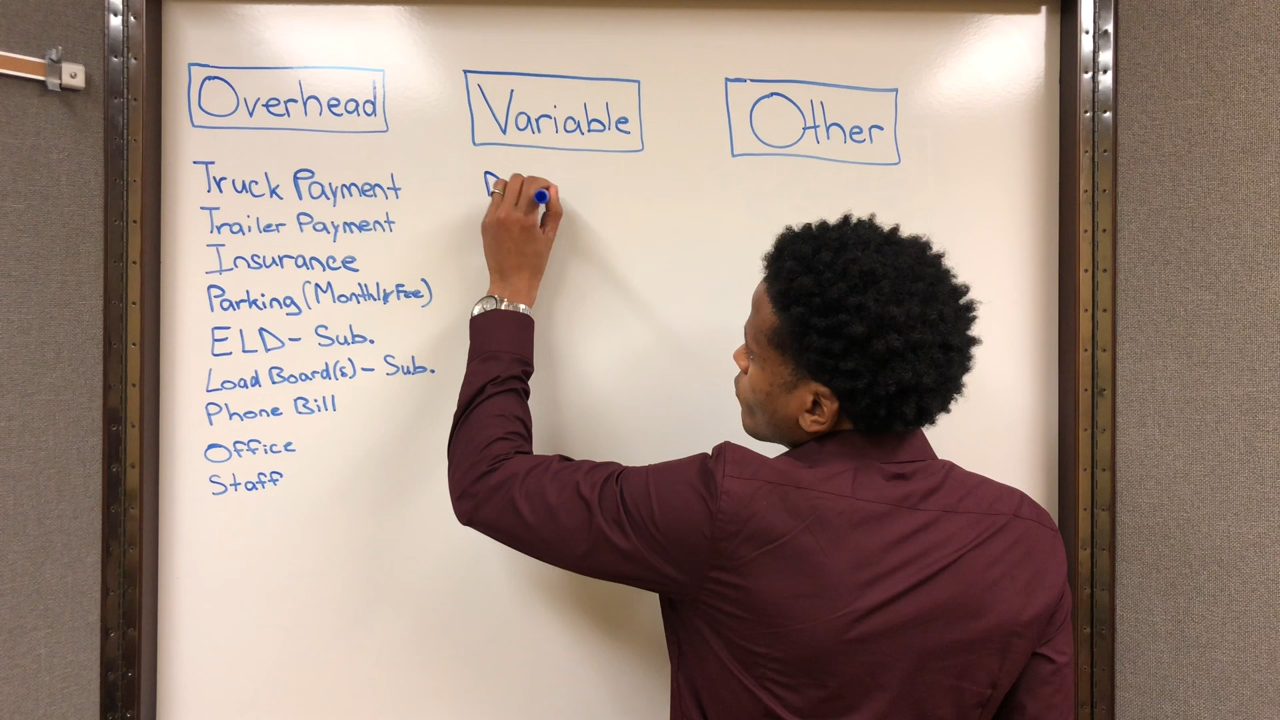 Overhead
Variable
Other
Truck Payment
Trailer Payment
Insurance
Parking (Monthly Fee)
ELD - Sub.
Load Board(s) - Sub.
Phone Bill
Office
Staff